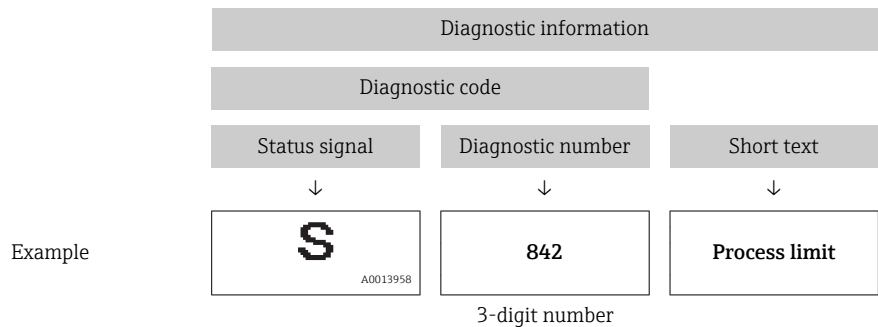 Diagnostic information
Diagnostic code
Status signal Diagnostic number Short text
↓ ↓ ↓
Example S 842 Process limit
A0013958
3-digit number